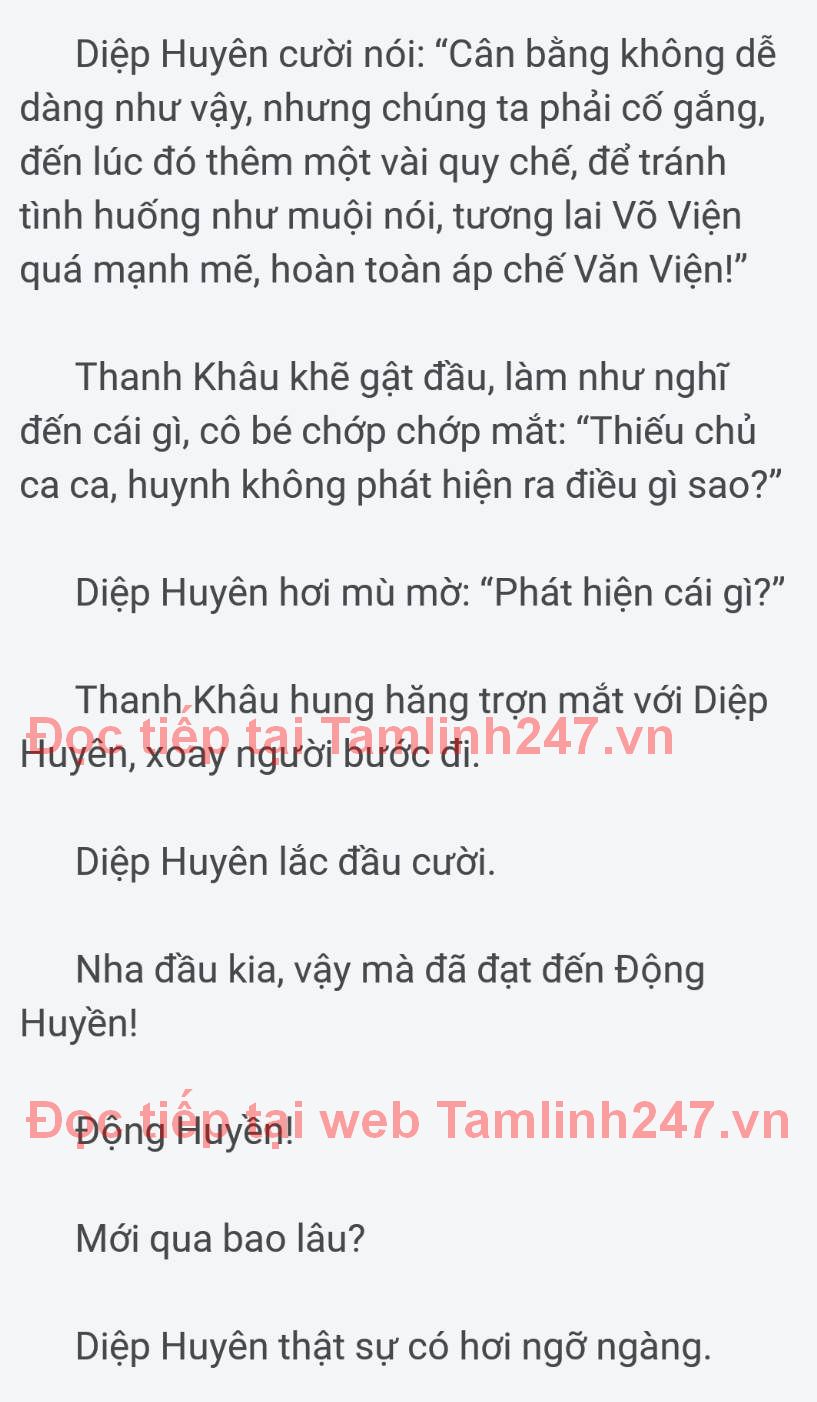 Diệp Huyên cười nói: “Cân bằng không dễ
dàng như vậy, nhưng chúng ta phải cố gắng,
đến lúc đó thêm một vài quy chế, để tránh
tình huống như muội nói, tương lai Võ Viện
quá mạnh mẽ, hoàn toàn áp chế Văn Viện!”
Thanh Khâu khẽ gật đầu, làm như nghĩ
đến cái gì, cô bé chớp chớp mắt: “Thiếu chủ
ca ca, huynh không phát hiện ra điều gì sao?”
Diệp Huyên hơi mù mờ: “Phát hiện cái gì?”
Thanh Khâu hung hăng trợn mắt với Diệp
Đọc tiếp tại Tamlinh247.vn
Huyên, xoay người bước đi.
Diệp Huyên lắc đầu cười.
Nha đầu kia, vậy mà đã đạt đến Động
Huyền!
Đọc tiếp tại web Tamlinh247.vn
Động Huyền!
Mới qua bao lâu?
Diệp Huyên thật sự có hơi ngỡ ngàng.